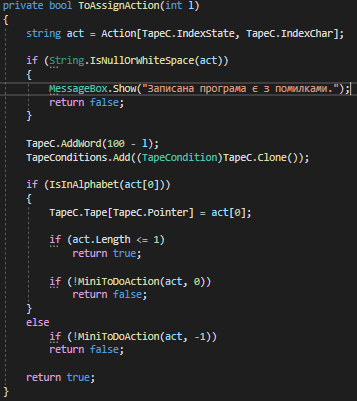 private bool ToAssignAction(int l)
{
string act = Action[TapeC.IndexState, TapeC.IndexChar];
if (String.IsNullOrWhiteSpace(act))
{
MessageBox.Show("Записана програма є з помилками.");
return false;
}
TapeC.AddWord(100 - l);
TapeConditions.Add((TapeCondition)TapeC.Clone());
if (IsInAlphabet(act[0]))
{
TapeC.Tape[TapeC.Pointer] = act[0];
if (act.Length <= 1)
return true;
if (!MiniToDoAction(act, 0))
return false;
}
else
if (!MiniToDoAction(act, -1))
return false;
return true;
}